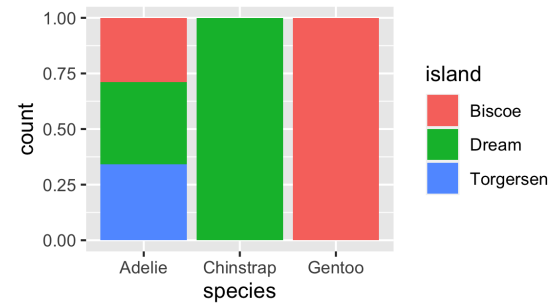 1.00
0.75
0.50
0.25
0.00
count
Adelie
Chinstrap
Gentoo
species
island
Biscoe
Dream
Torgersen